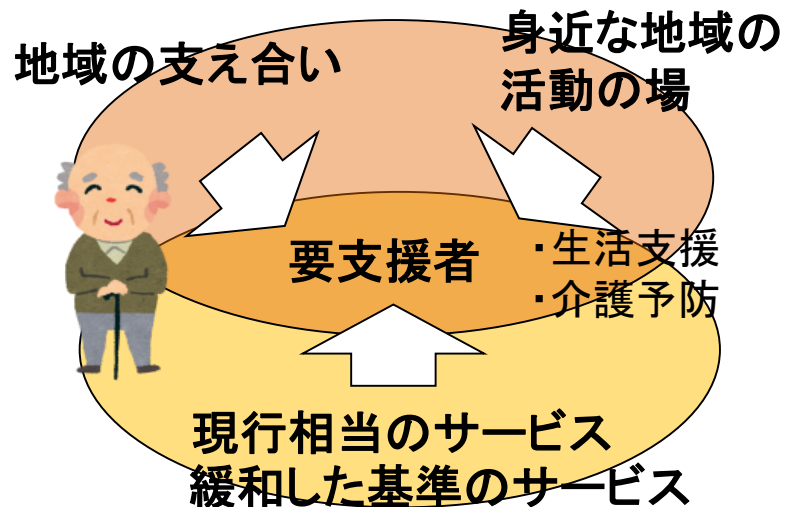 地域の支え合い
身近な地域の
活動の場
要支援者
・生活支援
・介護予防
現行相当のサービス
緩和した基準のサービス